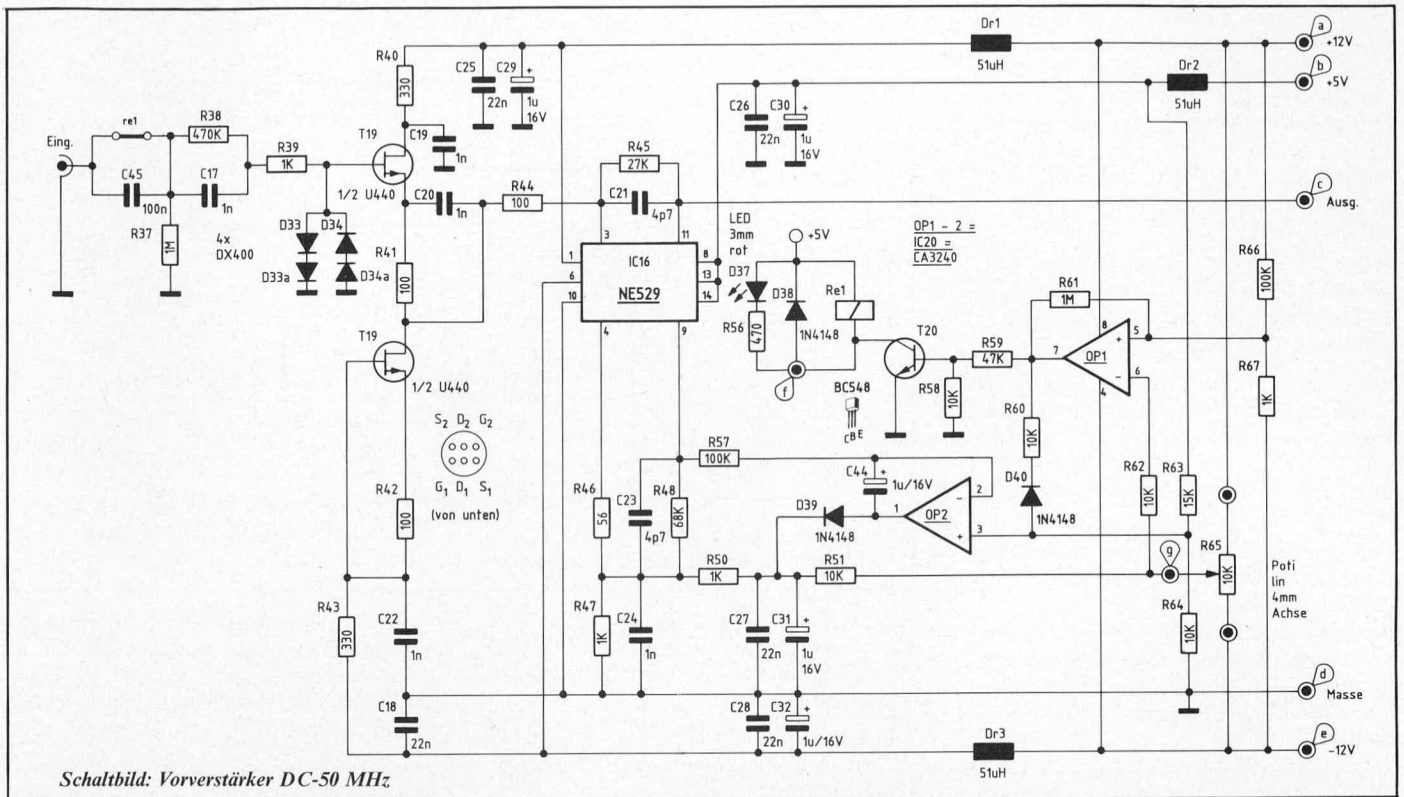 Dr1
51uH
a
+12V
b
+5V
Dr2
51uH
R40
330
C25
22n
C29
+
1u
16V
C26
22n
C30
+
1u
16V
Eing.
re1
R38
470K
C45
100n
C17
1n
R37
1M
4x
DX400
R39
1K
D33
D34
D33a
D34a
T19
1/2 U440
C19
1n
C20
1n
R44
100
R45
27K
C21
4p7
c
Ausg.
R41
100
3
11
1
6
10
IC16
NE529
8
13
14
4
9
LED
3mm
rot
D37
R56
470
+5V
D38
1N4148
Re1
f
OP1 - 2 =
IC20 =
CA3240
T20
BC548
CBE
R59
47K
R58
10K
R61
1M
7
OP1
8
+
5
-
6
4
R60
10K
D40
1N4148
R66
100K
R67
1K
T19
1/2 U440
S2 D2 G2
G1 D1 S1
(von unten)
R42
100
R43
330
C22
1n
C18
22n
R46
56
C23
4p7
R48
68K
R57
100K
C44
+
1u/16V
D39
1N4148
1
OP2
-
2
+
3
R62
10K
R63
15K
R50
1K
R51
10K
g
R65
10K
Poti
lin
4mm
Achse
R47
1K
C24
1n
C27
22n
C31
+
1u
16V
R64
10K
d
Masse
C28
22n
C32
+
1u/16V
Dr3
51uH
e
-12V
Schaltbild: Vorverstärker DC-50 MHz